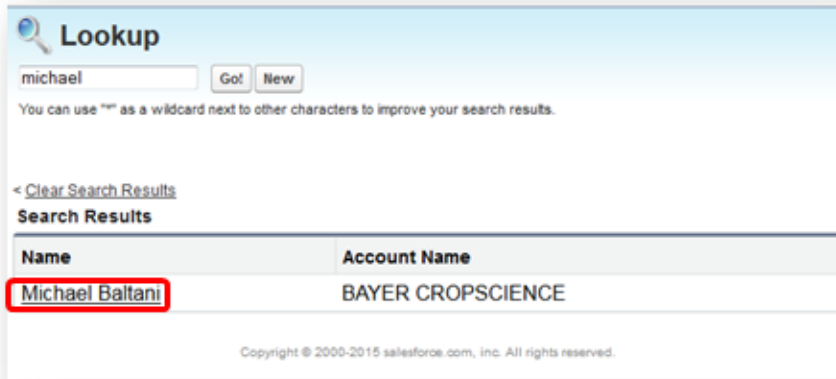 Lookup
michael Go! New
You can use "*" as a wildcard next to other characters to improve your search results.
< Clear Search Results
Search Results
Name Account Name
Michael Baltani BAYER CROPSCIENCE
Copyright © 2000-2015 salesforce.com, inc. All rights reserved.